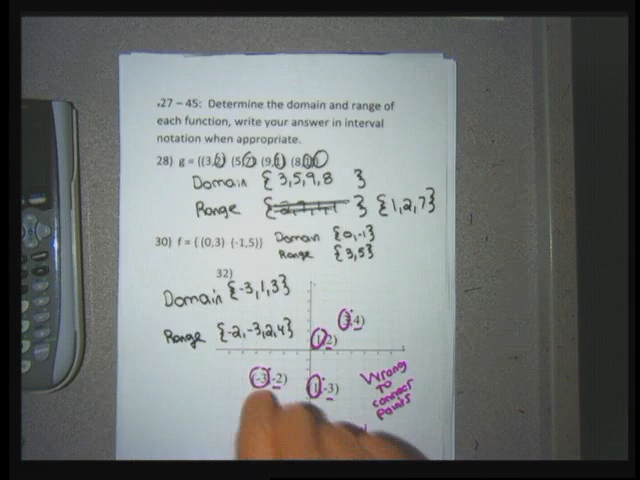 .27 – 45: Determine the domain and range of
each function, write your answer in interval
notation when appropriate.
28) g = {(3,2) (5,7) (9,1)
Domain {3,5,9,8 }
Range { } {1,2,7}
30) f = { (0,3) (-1,5)} Domain {0,-1}
Range {3,5}
32)
Domain {-3,1,3}
Range {-2,-3,2,4}
(3,4)
(1,2)
(-3,-2)
(1,-3)
Wrong
TO
connect
Points